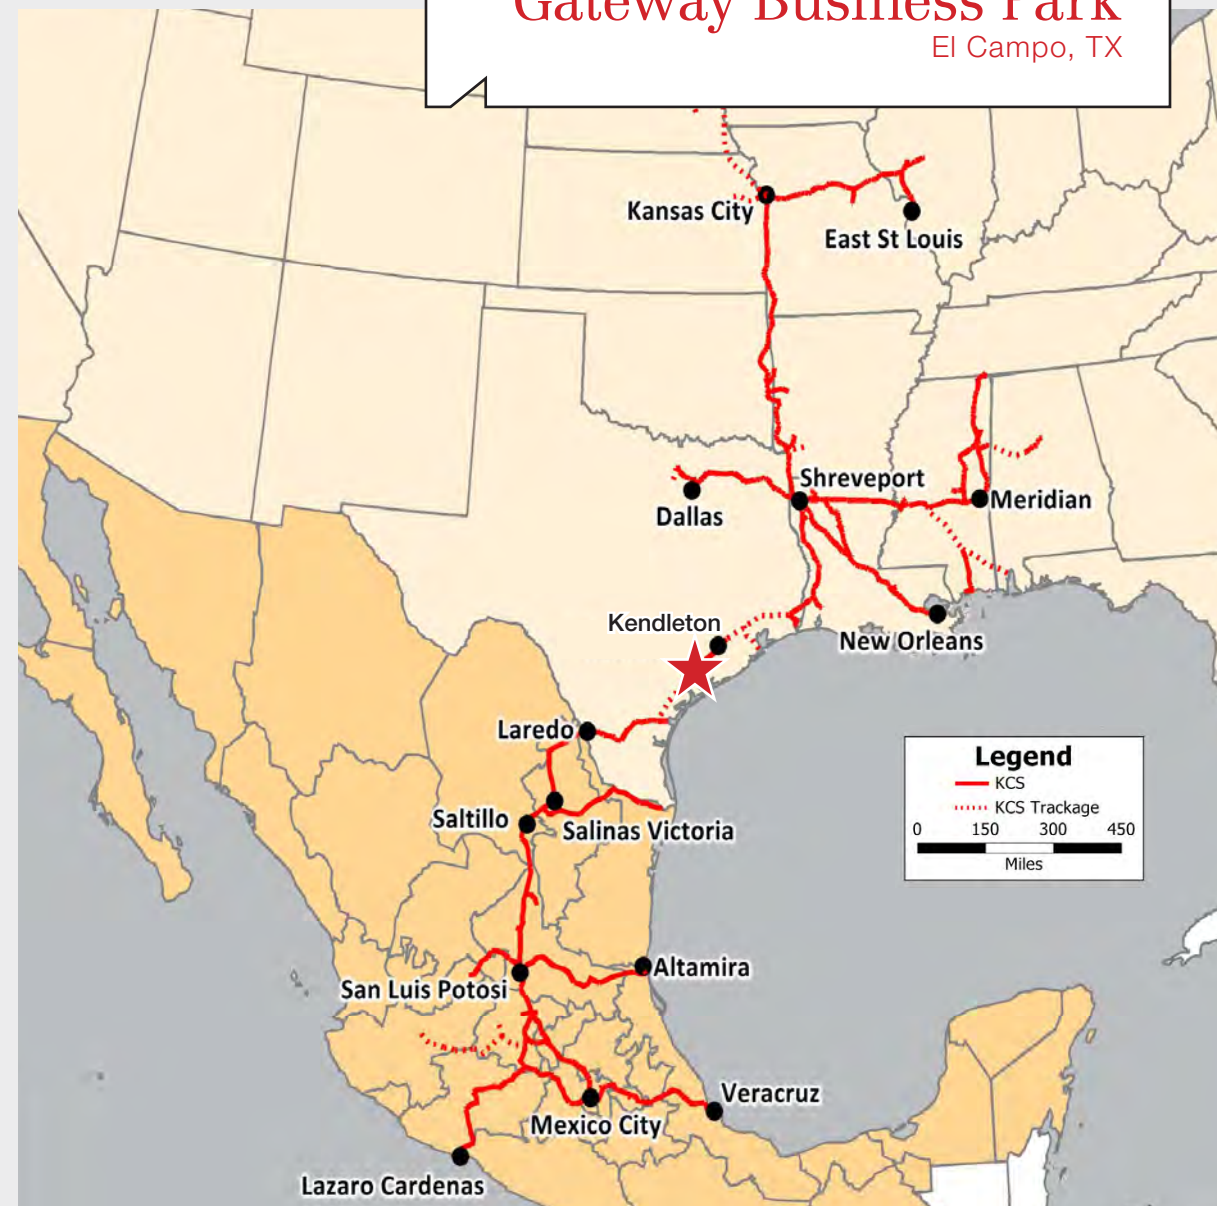 Gateway Business Park
El Campo, TX
Kansas City
East St Louis
Shreveport
Meridian
Dallas
Kendleton
New Orleans
Laredo
Legend
KCS
KCS Trackage
0 150 300 450
Miles
Saltillo
Salinas Victoria
Altamira
San Luis Potosi
Veracruz
Mexico City
Lazaro Cardenas